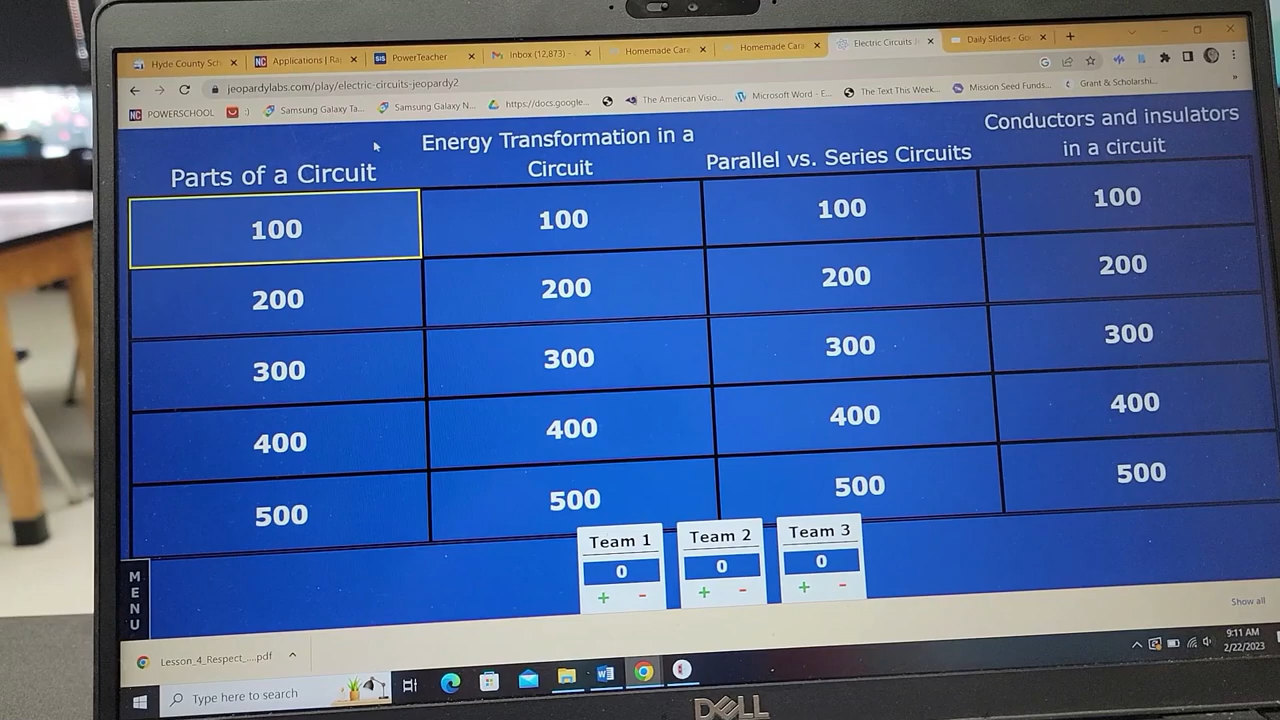 Hyde County Sch
Applications | Ra
PowerTeacher
Inbox (12,873) -
Homemade Cara
Homemade Cara
Electric Circuits
Daily Slides - Go
jeopardylabs.com/play/electric-circuits-jeopardy2
POWERSCHOOL
:)
Samsung Galaxy Ta...
Samsung Galaxy N...
https://docs.google...
The American Visio...
Microsoft Word - E...
The Text This Week...
Mission Seed Funds...
Grant & Scholarshi...
Parts of a Circuit
Energy Transformation in a
Circuit
Parallel vs. Series Circuits
Conductors and insulators
in a circuit
100 100 100 100
200 200 200 200
300 300 300 300
400 400 400 400
500 500 500 500
Team 1 Team 2 Team 3
0 0 0
+ - + - + -
MENU
Show all
Lesson_4_Respect_....pdf
Type here to search
9:11 AM
2/22/2023
DELL